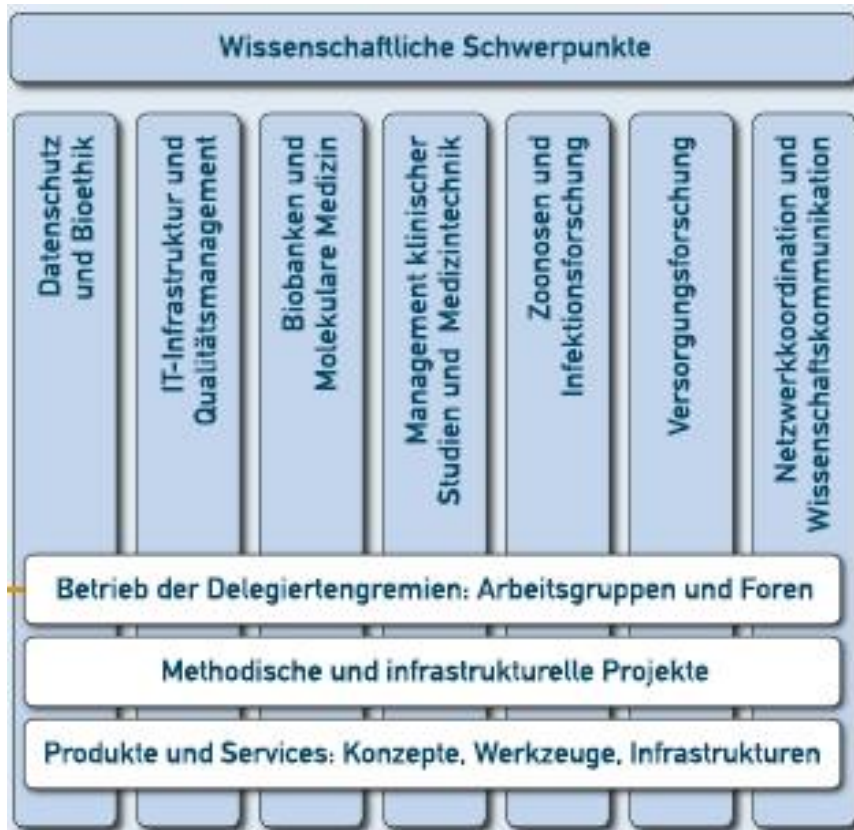 Wissenschaftliche Schwerpunkte
Datenschutz
und Bioethik
IT-Infrastruktur und
Qualitätsmanagement
Biobanken und
Molekulare Medizin
Management klinischer
Studien und Medizintechnik
Zoonosen und
Infektionsforschung
Versorgungsforschung
Netzwerkkoordination und
Wissenschaftskommunikation
Betrieb der Delegiertengremien: Arbeitsgruppen und Foren
Methodische und infrastrukturelle Projekte
Produkte und Services: Konzepte, Werkzeuge, Infrastrukturen